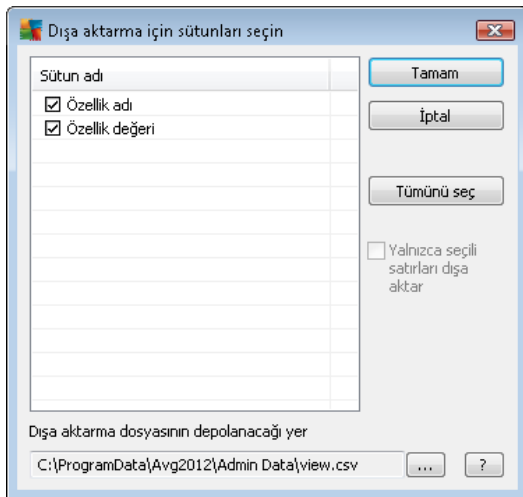 Dışa aktarma için sütunları seçin
Sütun adı
Özellik adı
Özellik değeri
Tamam
İptal
Tümünü seç
Yalnızca seçili
satırları dışa
aktar
Dışa aktarma dosyasının depolanacağı yer
C:\ProgramData\Avg2012\Admin Data\view.csv
...
?